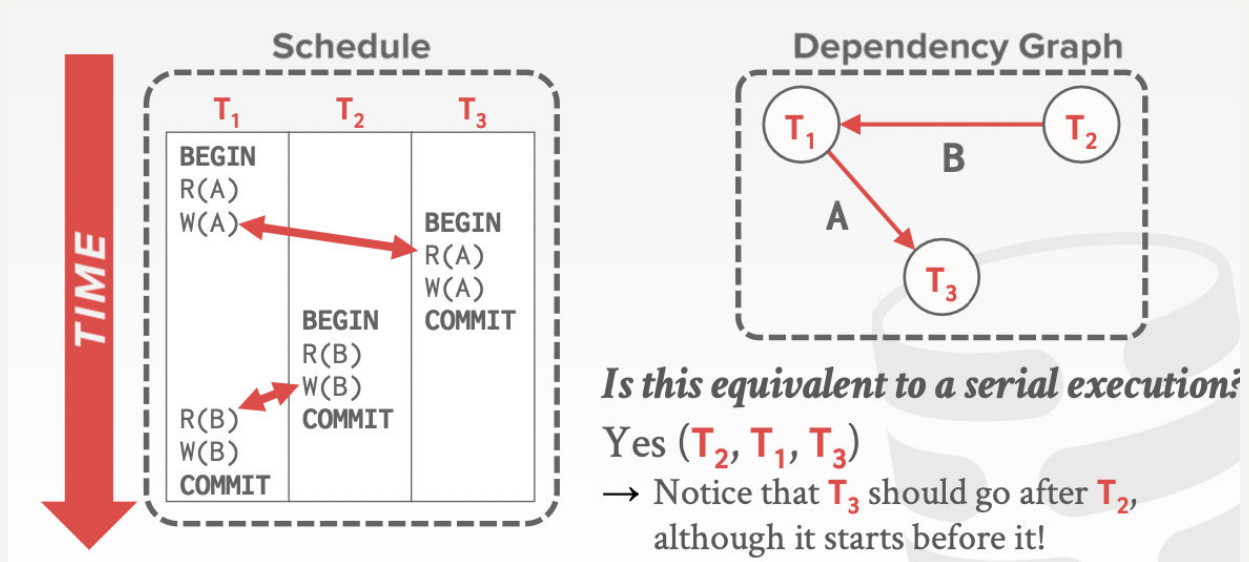 Schedule
T₁ T₂ T₃
TIME
BEGIN
R(A)
W(A)
BEGIN
R(A)
W(A)
COMMIT
BEGIN
R(B)
W(B)
COMMIT
R(B)
W(B)
COMMIT
Dependency Graph
T₁
T₂
B
A
T₃
Is this equivalent to a serial execution?
Yes (T₂, T₁, T₃)
→ Notice that T₃ should go after T₂,
although it starts before it!